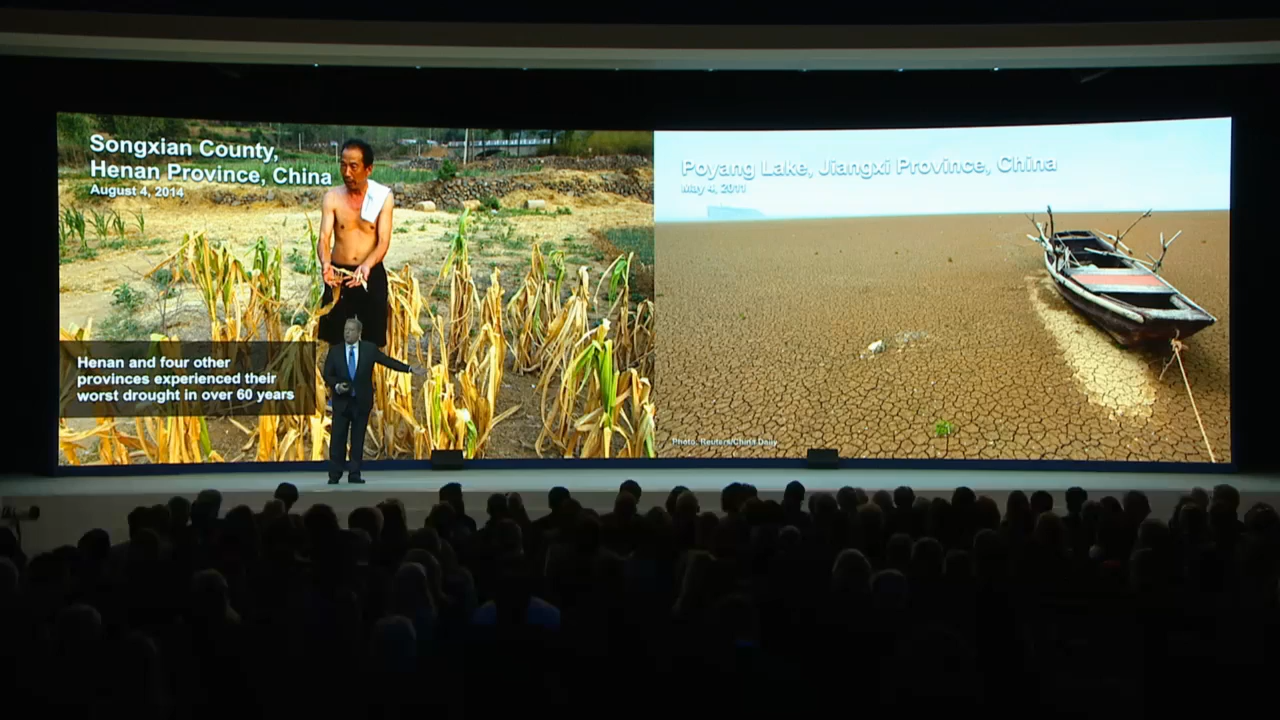 Songxian County,
Henan Province, China
August 4, 2014
Henan and four other
provinces experienced their
worst drought in over 60 years
Poyang Lake, Jiangxi Province, China
May 4, 2011
Photo: Reuters/China Daily